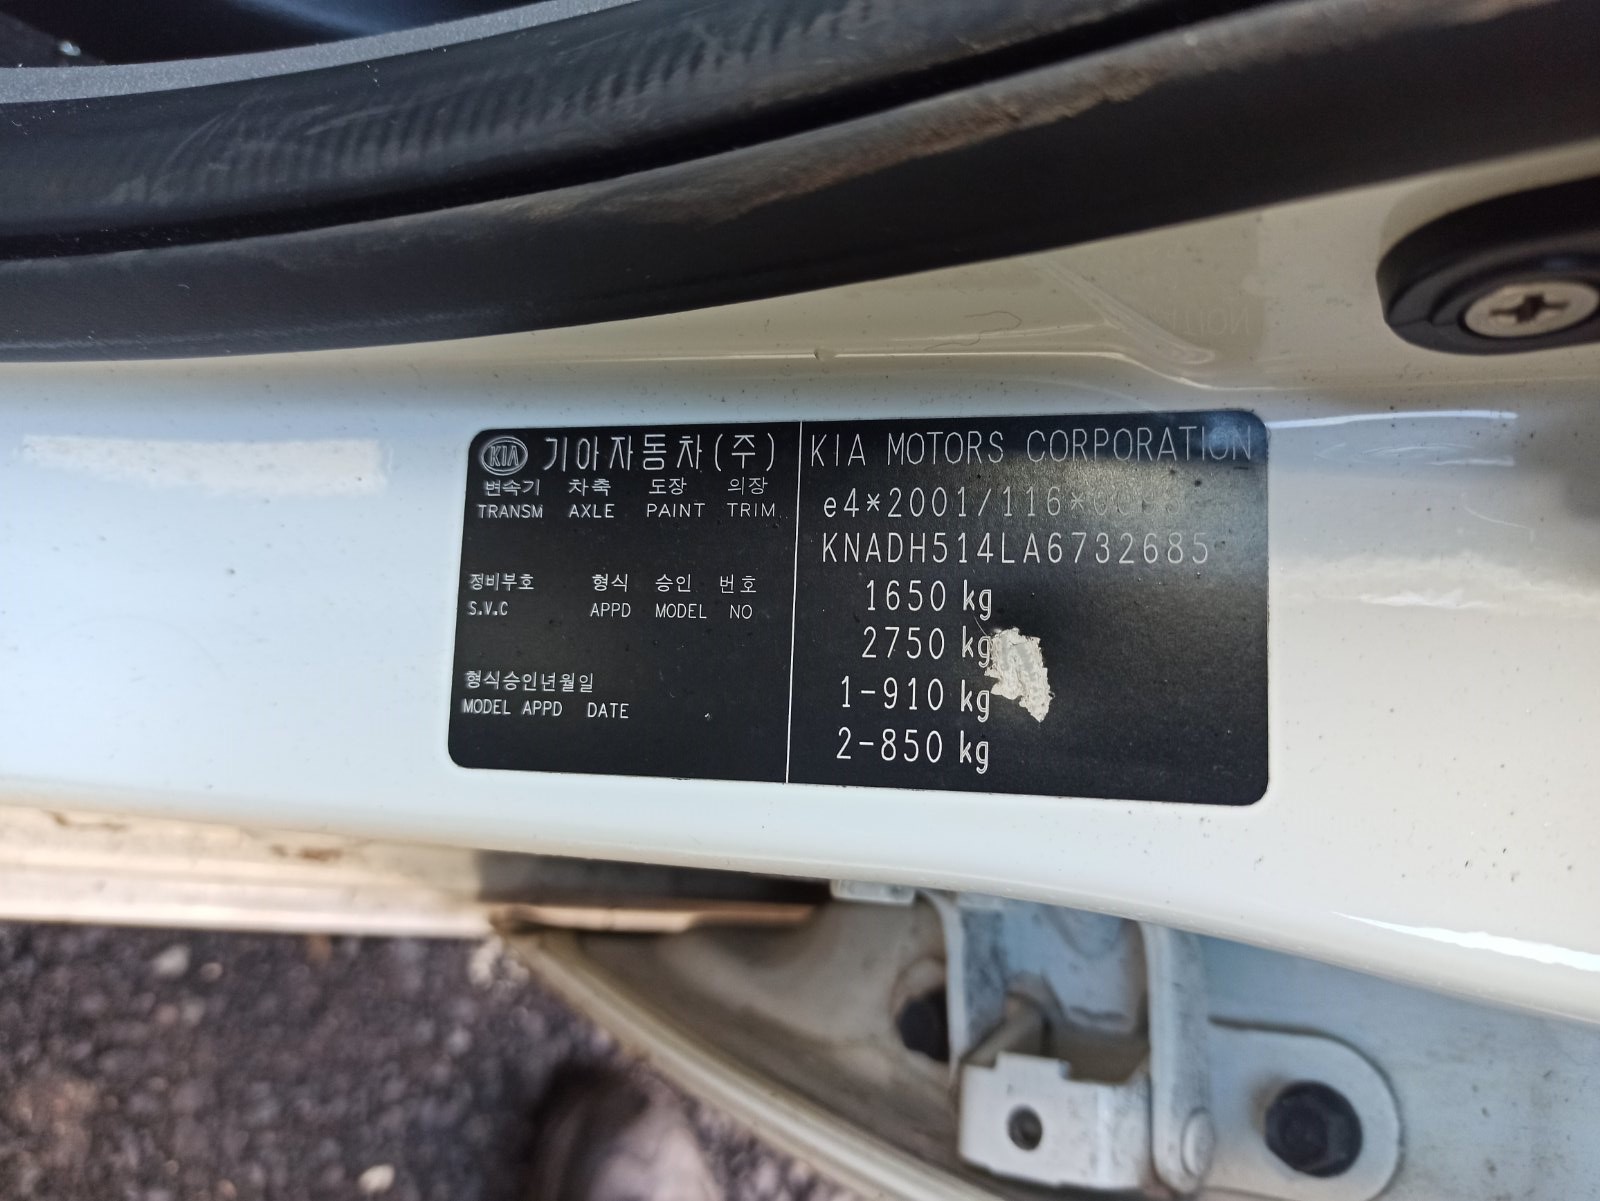 KIA 기아자동차(주)
변속기 차축 도장 의장
TRANSM AXLE PAINT TRIM
정비부호 형식 승인 번호
S.V.C APPD MODEL NO
형식승인년월일
MODEL APPD DATE
KIA MOTORS CORPORATION
e4*2001/116*
KNADH514LA6732685
1650 kg
2750 kg
1-910 kg
2-850 kg